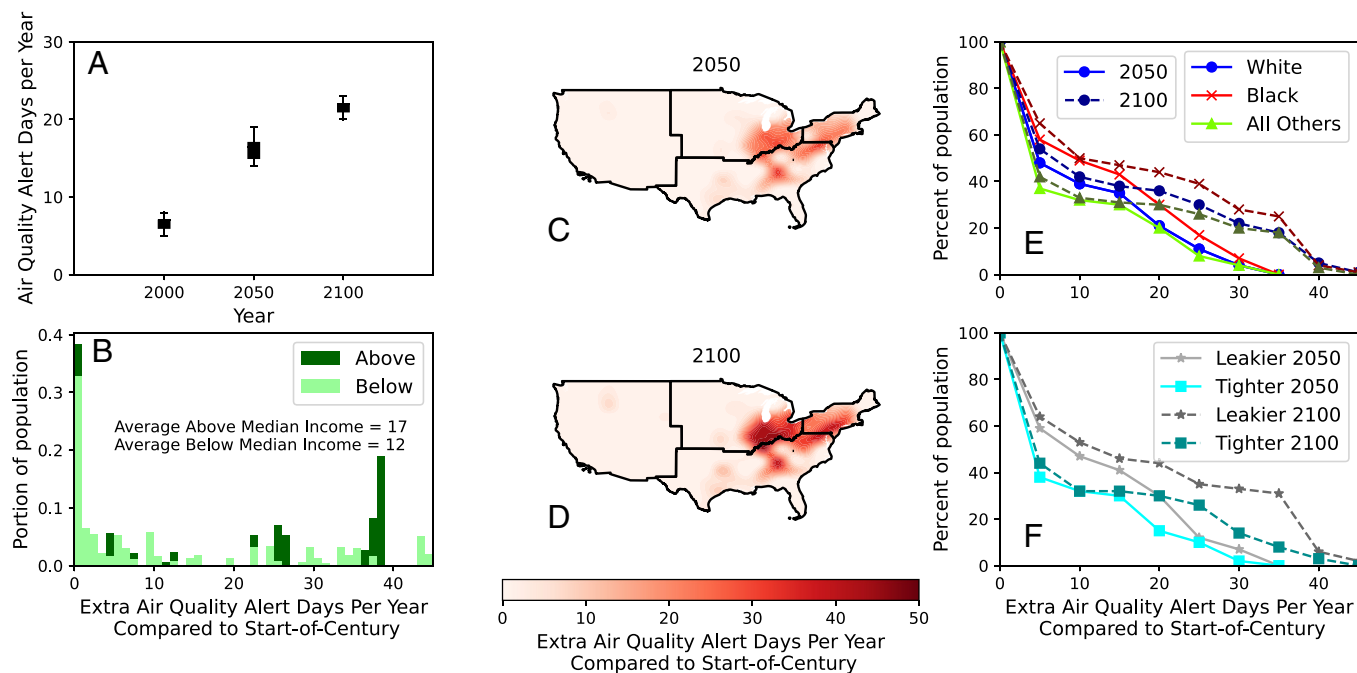 A
Air Quality Alert Days per Year
30
20
10
0
2000
2050
2100
Year
B
Portion of population
0.4
0.3
0.2
0.1
0.0
Above
Below
Average Above Median Income = 17
Average Below Median Income = 12
0
10
20
30
40
Extra Air Quality Alert Days Per Year
Compared to Start-of-Century
2050
C
2100
D
0
10
20
30
40
50
Extra Air Quality Alert Days Per Year
Compared to Start-of-Century
Percent of population
100
80
60
40
20
0
2050
2100
White
Black
All Others
E
0
10
20
30
40
Percent of population
100
80
60
40
20
0
Leakier 2050
Tighter 2050
Leakier 2100
Tighter 2100
F
0
10
20
30
40
Extra Air Quality Alert Days Per Year
Compared to Start-of-Century